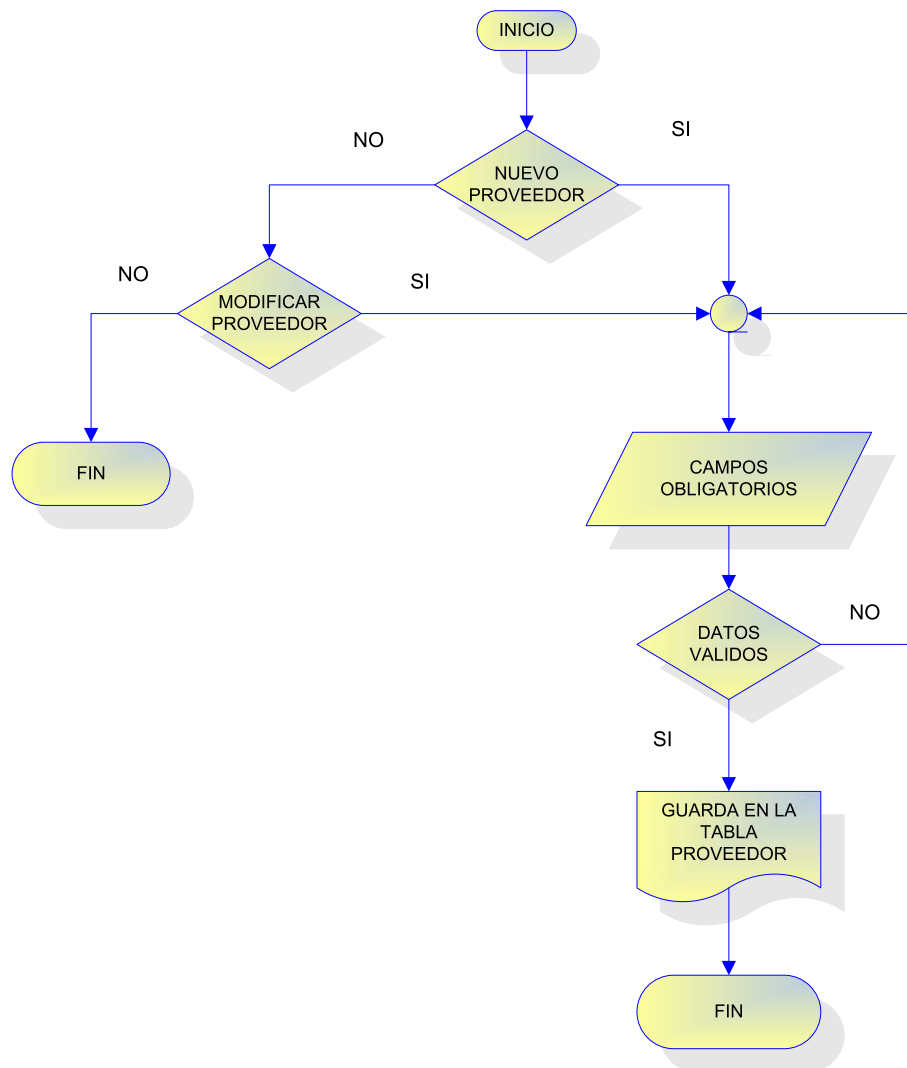 INICIO
NO
SI
NUEVO
PROVEEDOR
NO
SI
MODIFICAR
PROVEEDOR
FIN
CAMPOS
OBLIGATORIOS
DATOS
VALIDOS
NO
SI
GUARDA EN LA
TABLA
PROVEEDOR
FIN